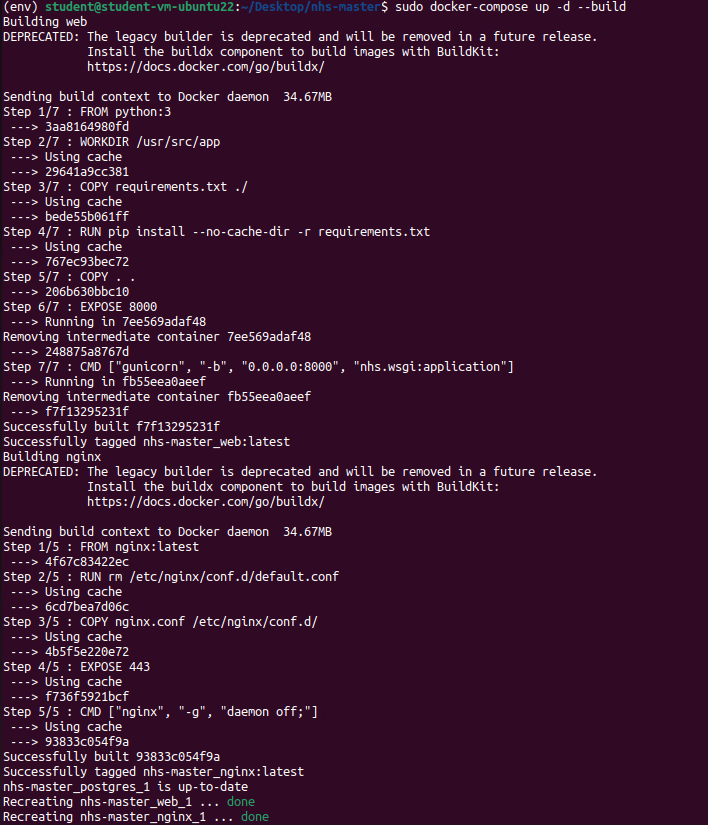 (env) student@student-vm-ubuntu22:~/Desktop/nhs-master$ sudo docker-compose up -d --build
Building web
DEPRECATED: The legacy builder is deprecated and will be removed in a future release.
            Install the buildx component to build images with BuildKit:
            https://docs.docker.com/go/buildx/

Sending build context to Docker daemon  34.67MB
Step 1/7 : FROM python:3
 ---> 3aa8164980fd
Step 2/7 : WORKDIR /usr/src/app
 ---> Using cache
 ---> 29641a9cc381
Step 3/7 : COPY requirements.txt ./
 ---> Using cache
 ---> bede55b061ff
Step 4/7 : RUN pip install --no-cache-dir -r requirements.txt
 ---> Using cache
 ---> 767ec93bec72
Step 5/7 : COPY . .
 ---> 206b630bbc10
Step 6/7 : EXPOSE 8000
 ---> Running in 7ee569adaf48
Removing intermediate container 7ee569adaf48
 ---> 248875a8767d
Step 7/7 : CMD ["gunicorn", "-b", "0.0.0.0:8000", "nhs.wsgi:application"]
 ---> Running in fb55eea0aeef
Removing intermediate container fb55eea0aeef
 ---> f7f13295231f
Successfully built f7f13295231f
Successfully tagged nhs-master_web:latest
Building nginx
DEPRECATED: The legacy builder is deprecated and will be removed in a future release.
            Install the buildx component to build images with BuildKit:
            https://docs.docker.com/go/buildx/

Sending build context to Docker daemon  34.67MB
Step 1/5 : FROM nginx:latest
 ---> 4f67c83422ec
Step 2/5 : RUN rm /etc/nginx/conf.d/default.conf
 ---> Using cache
 ---> 6cd7bea7d06c
Step 3/5 : COPY nginx.conf /etc/nginx/conf.d/
 ---> Using cache
 ---> 4b5f5e220e72
Step 4/5 : EXPOSE 443
 ---> Using cache
 ---> f736f5921bcf
Step 5/5 : CMD ["nginx", "-g", "daemon off;"]
 ---> Using cache
 ---> 93833c054f9a
Successfully built 93833c054f9a
Successfully tagged nhs-master_nginx:latest
nhs-master_postgres_1 is up-to-date
Recreating nhs-master_web_1 ... done
Recreating nhs-master_nginx_1 ... done